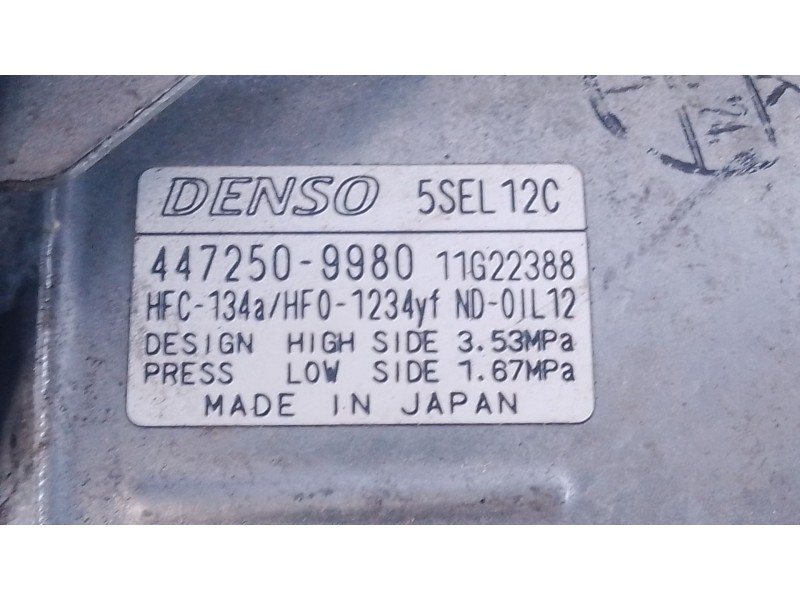 DENSO 5SEL12C
447250-9980 11G22388
HFC-134a/HFO-1234yf ND-OIL12
DESIGN HIGH SIDE 3.53MPa
PRESS LOW SIDE 1.67MPa
MADE IN JAPAN
24